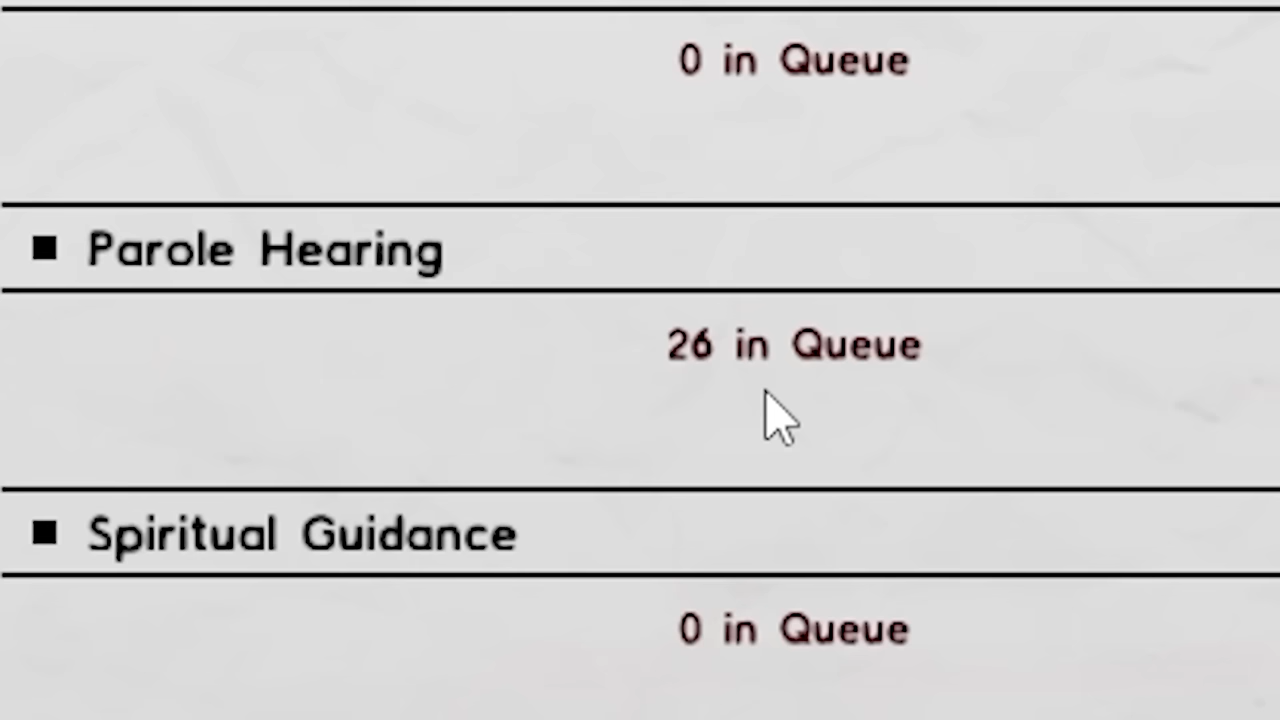 0 in Queue
Parole Hearing
26 in Queue
Spiritual Guidance
0 in Queue